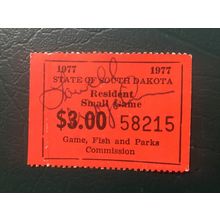 1977 1977
STATE OF SOUTH DAKOTA
Resident
Small Game
$3.00 58215
Game, Fish and Parks
Commission